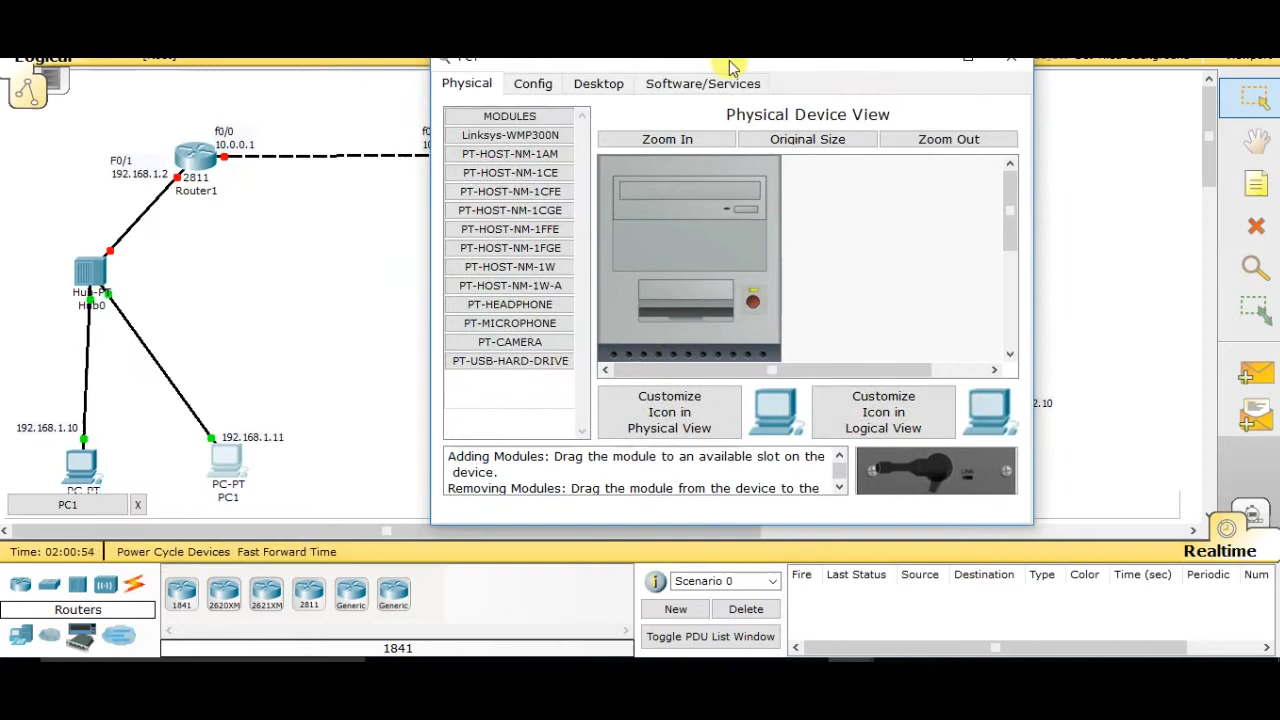 Logical
Physical
Config
Desktop
Software/Services
MODULES
Linksys-WMP300N
PT-HOST-NM-1AM
PT-HOST-NM-1CE
PT-HOST-NM-1CFE
PT-HOST-NM-1CGE
PT-HOST-NM-1FFE
PT-HOST-NM-1FGE
PT-HOST-NM-1W
PT-HOST-NM-1W-A
PT-HEADPHONE
PT-MICROPHONE
PT-CAMERA
PT-USB-HARD-DRIVE
Physical Device View
Zoom In
Original Size
Zoom Out
Customize
Icon in
Physical View
Customize
Icon in
Logical View
Adding Modules: Drag the module to an available slot on the
device.
Removing Modules: Drag the module from the device to the
f0/0
10.0.0.1
F0/1
192.168.1.2
2811
Router1
Hub-PT
Hub0
192.168.1.10
PC-PT
192.168.1.11
PC-PT
PC1
PC1
X
Time: 02:00:54
Power Cycle Devices
Fast Forward Time
Realtime
Routers
1841
2620XM
2621XM
2811
Generic
Generic
1841
Scenario 0
New
Delete
Toggle PDU List Window
Fire
Last Status
Source
Destination
Type
Color
Time (sec)
Periodic
Num